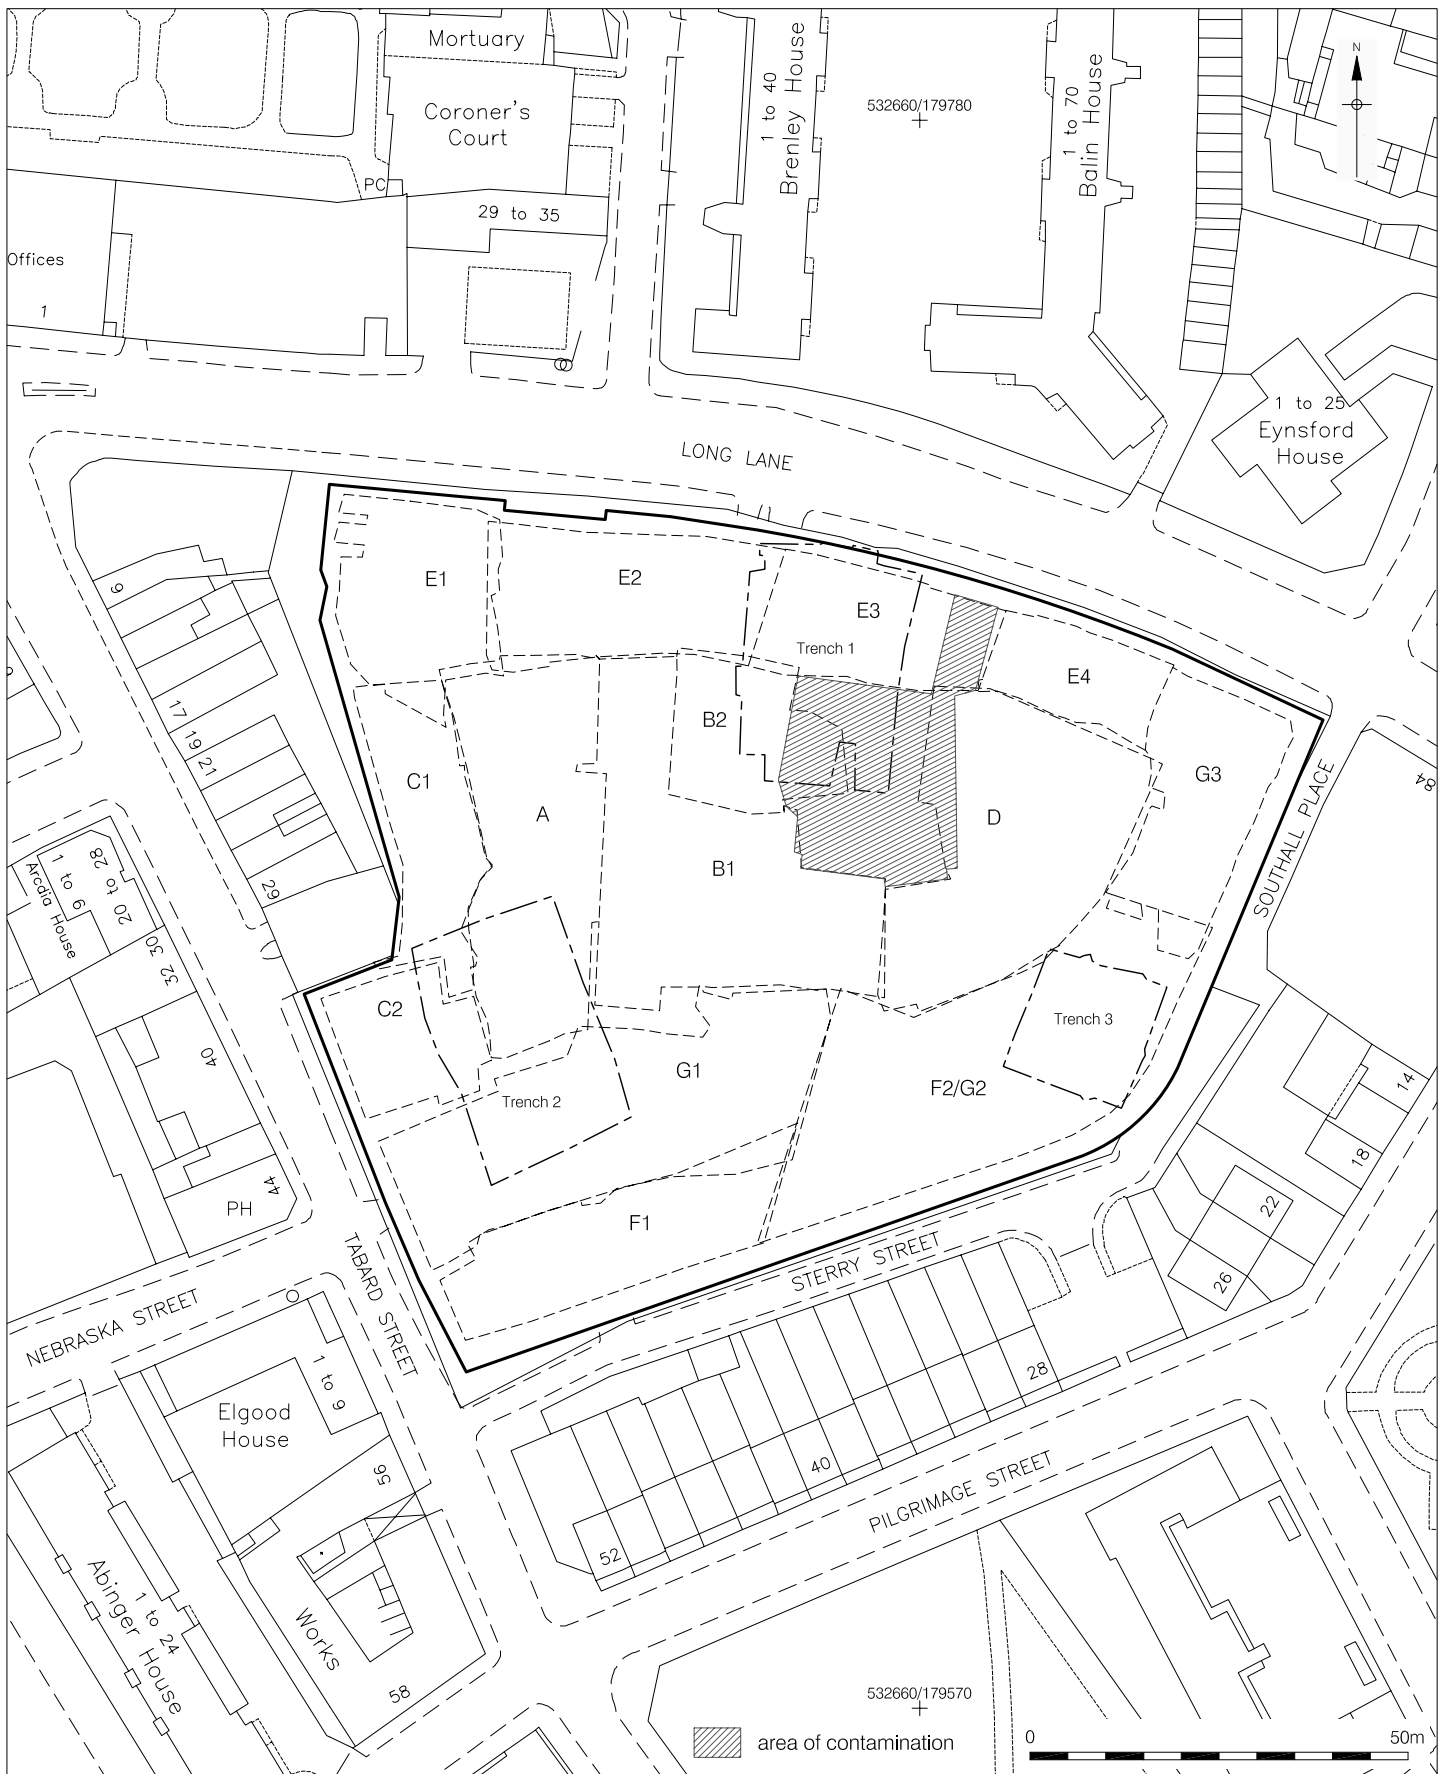 Mortuary
Coroner's
Court
PC
29 to 35
Offices
1
1 to 40
Brenley House
532660/179780
1 to 70
Balin House
N
1 to 25
Eynsford
House
LONG LANE
9
17
19
21
29
E1
E2
E3
Trench 1
E4
B2
C1
A
B1
D
G3
SOUTHALL PLACE
84
20 to 28
1 to 9
Arcdia House
30
32
40
44
PH
C2
Trench 2
G1
Trench 3
F2/G2
F1
14
18
22
26
NEBRASKA STREET
TABARD STREET
STERRY STREET
28
40
52
PILGRIMAGE STREET
1 to 9
Elgood
House
56
1 to 24
Abinger House
Works
58
532660/179570
area of contamination
0
50m